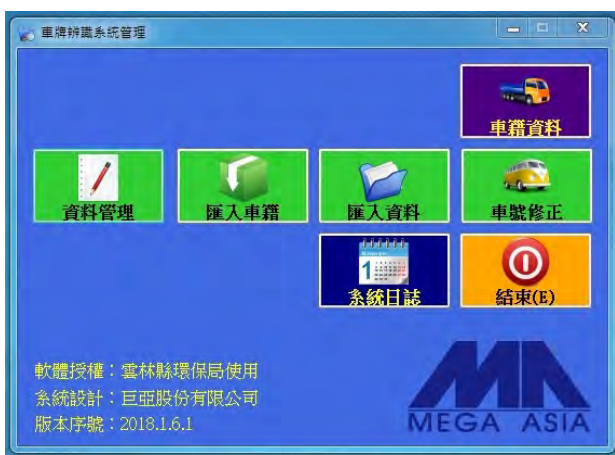 車牌辨識系統管理
車籍資料
資料管理
匯入車籍
匯入資料
車號修正
1
系統日誌
結束(E)
軟體授權：雲林縣環保局使用
系統設計：巨亞股份有限公司
版本序號：2018.1.6.1
MEGA ASIA